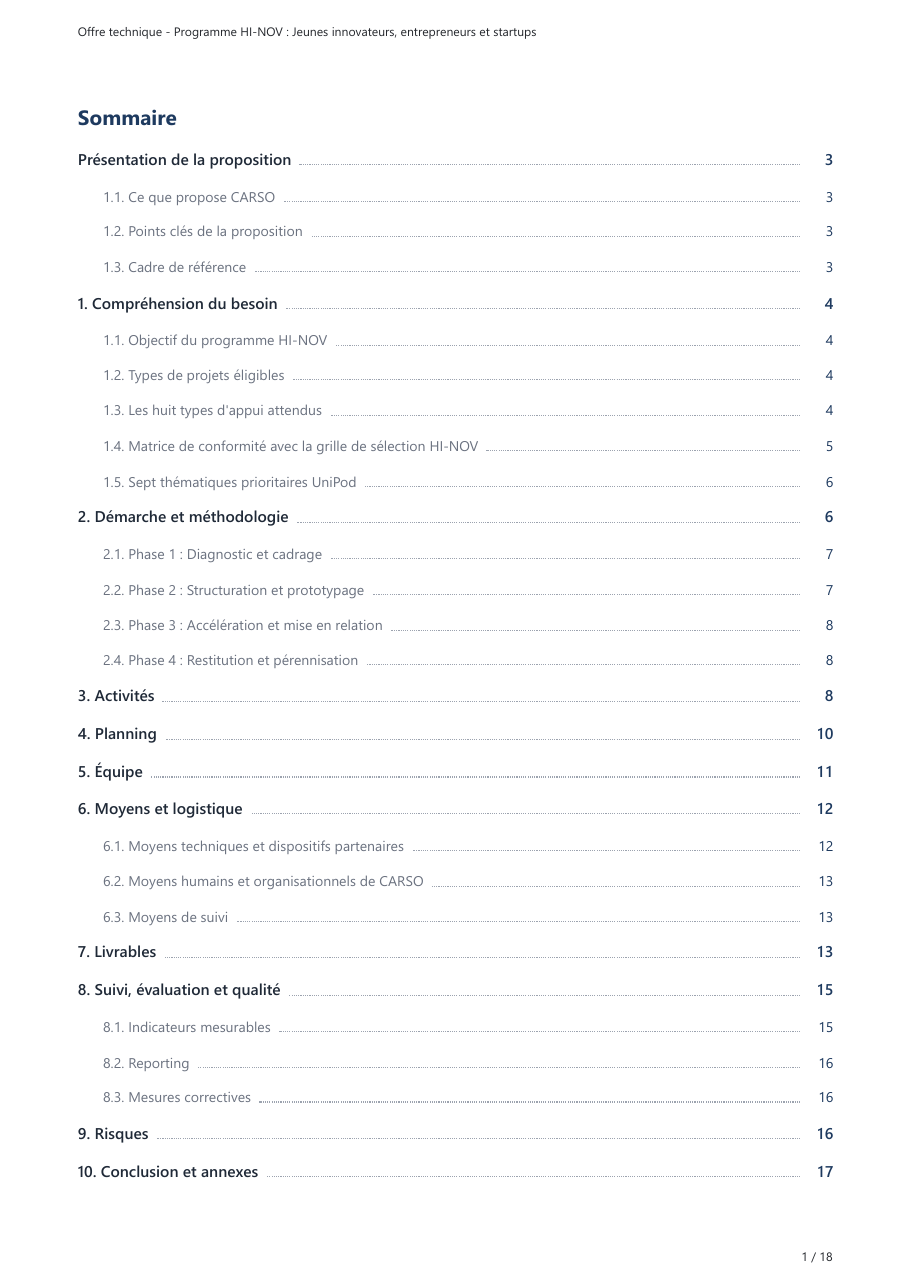 Offre technique - Programme HI-NOV : Jeunes innovateurs, entrepreneurs et startups
Sommaire
Présentation de la proposition 3
1.1. Ce que propose CARSO 3
1.2. Points clés de la proposition 3
1.3. Cadre de référence 3
1. Compréhension du besoin 4
1.1. Objectif du programme HI-NOV 4
1.2. Types de projets éligibles 4
1.3. Les huit types d'appui attendus 4
1.4. Matrice de conformité avec la grille de sélection HI-NOV 5
1.5. Sept thématiques prioritaires UniPod 6
2. Démarche et méthodologie 6
2.1. Phase 1 : Diagnostic et cadrage 7
2.2. Phase 2 : Structuration et prototypage 7
2.3. Phase 3 : Accélération et mise en relation 8
2.4. Phase 4 : Restitution et pérennisation 8
3. Activités 8
4. Planning 10
5. Équipe 11
6. Moyens et logistique 12
6.1. Moyens techniques et dispositifs partenaires 12
6.2. Moyens humains et organisationnels de CARSO 13
6.3. Moyens de suivi 13
7. Livrables 13
8. Suivi, évaluation et qualité 15
8.1. Indicateurs mesurables 15
8.2. Reporting 16
8.3. Mesures correctives 16
9. Risques 16
10. Conclusion et annexes 17
1 / 18